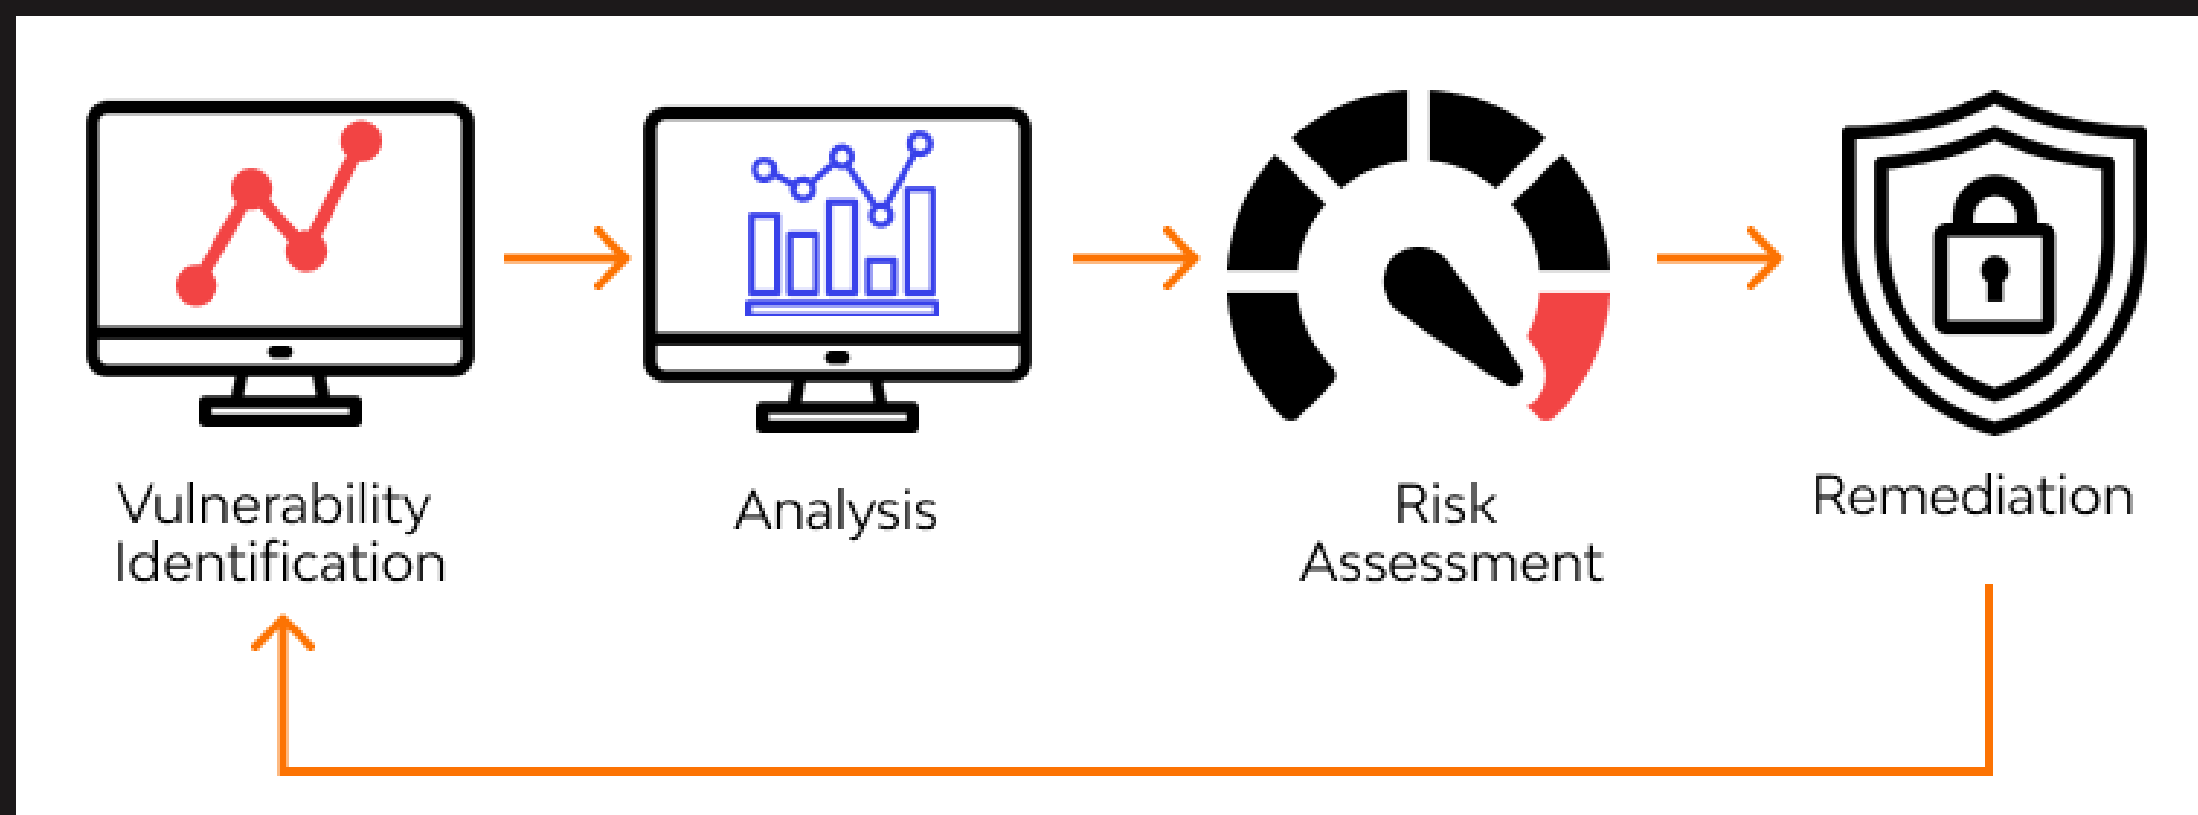 Vulnerability
Identification
Analysis
Risk
Assessment
Remediation